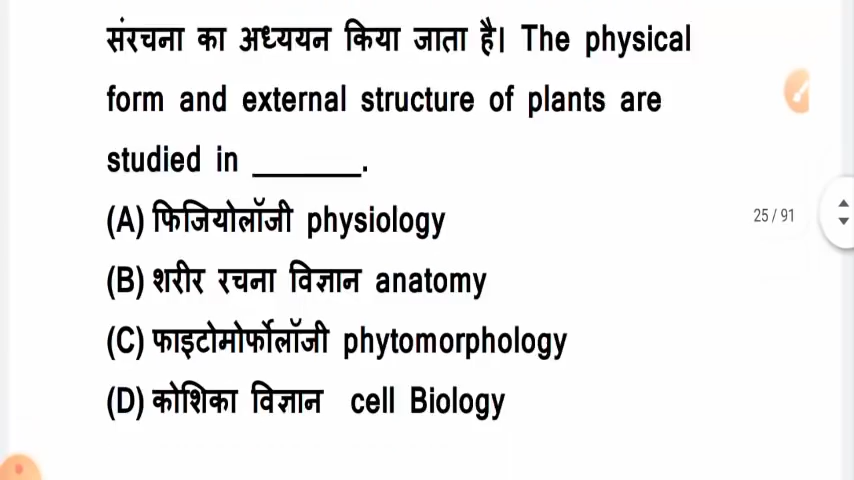 संरचना का अध्ययन किया जाता है। The physical
form and external structure of plants are
studied in _______.
(A) फिजियोलॉजी physiology
25 / 91
(B) शरीर रचना विज्ञान anatomy
(C) फाइटोमोर्फोलॉजी phytomorphology
(D) कोशिका विज्ञान cell Biology